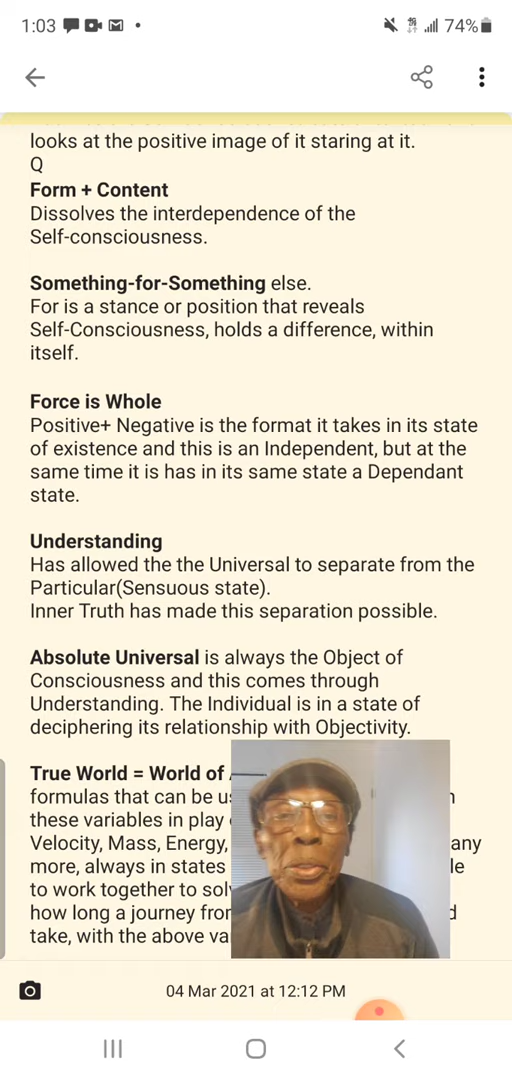 1:03
74%
looks at the positive image of it staring at it.
Q
Form + Content
Dissolves the interdependence of the
Self-consciousness.
Something-for-Something else.
For is a stance or position that reveals
Self-Consciousness, holds a difference, within
itself.
Force is Whole
Positive+ Negative is the format it takes in its state
of existence and this is an Independent, but at the
same time it is has in its same state a Dependant
state.
Understanding
Has allowed the the Universal to separate from the
Particular(Sensuous state).
Inner Truth has made this separation possible.
Absolute Universal is always the Object of
Consciousness and this comes through
Understanding. The Individual is in a state of
deciphering its relationship with Objectivity.
True World = World of
formulas that can be
these variables in play
Velocity, Mass, Energy, any
more, always in states
to work together to
how long a journey
take, with the above
04 Mar 2021 at 12:12 PM